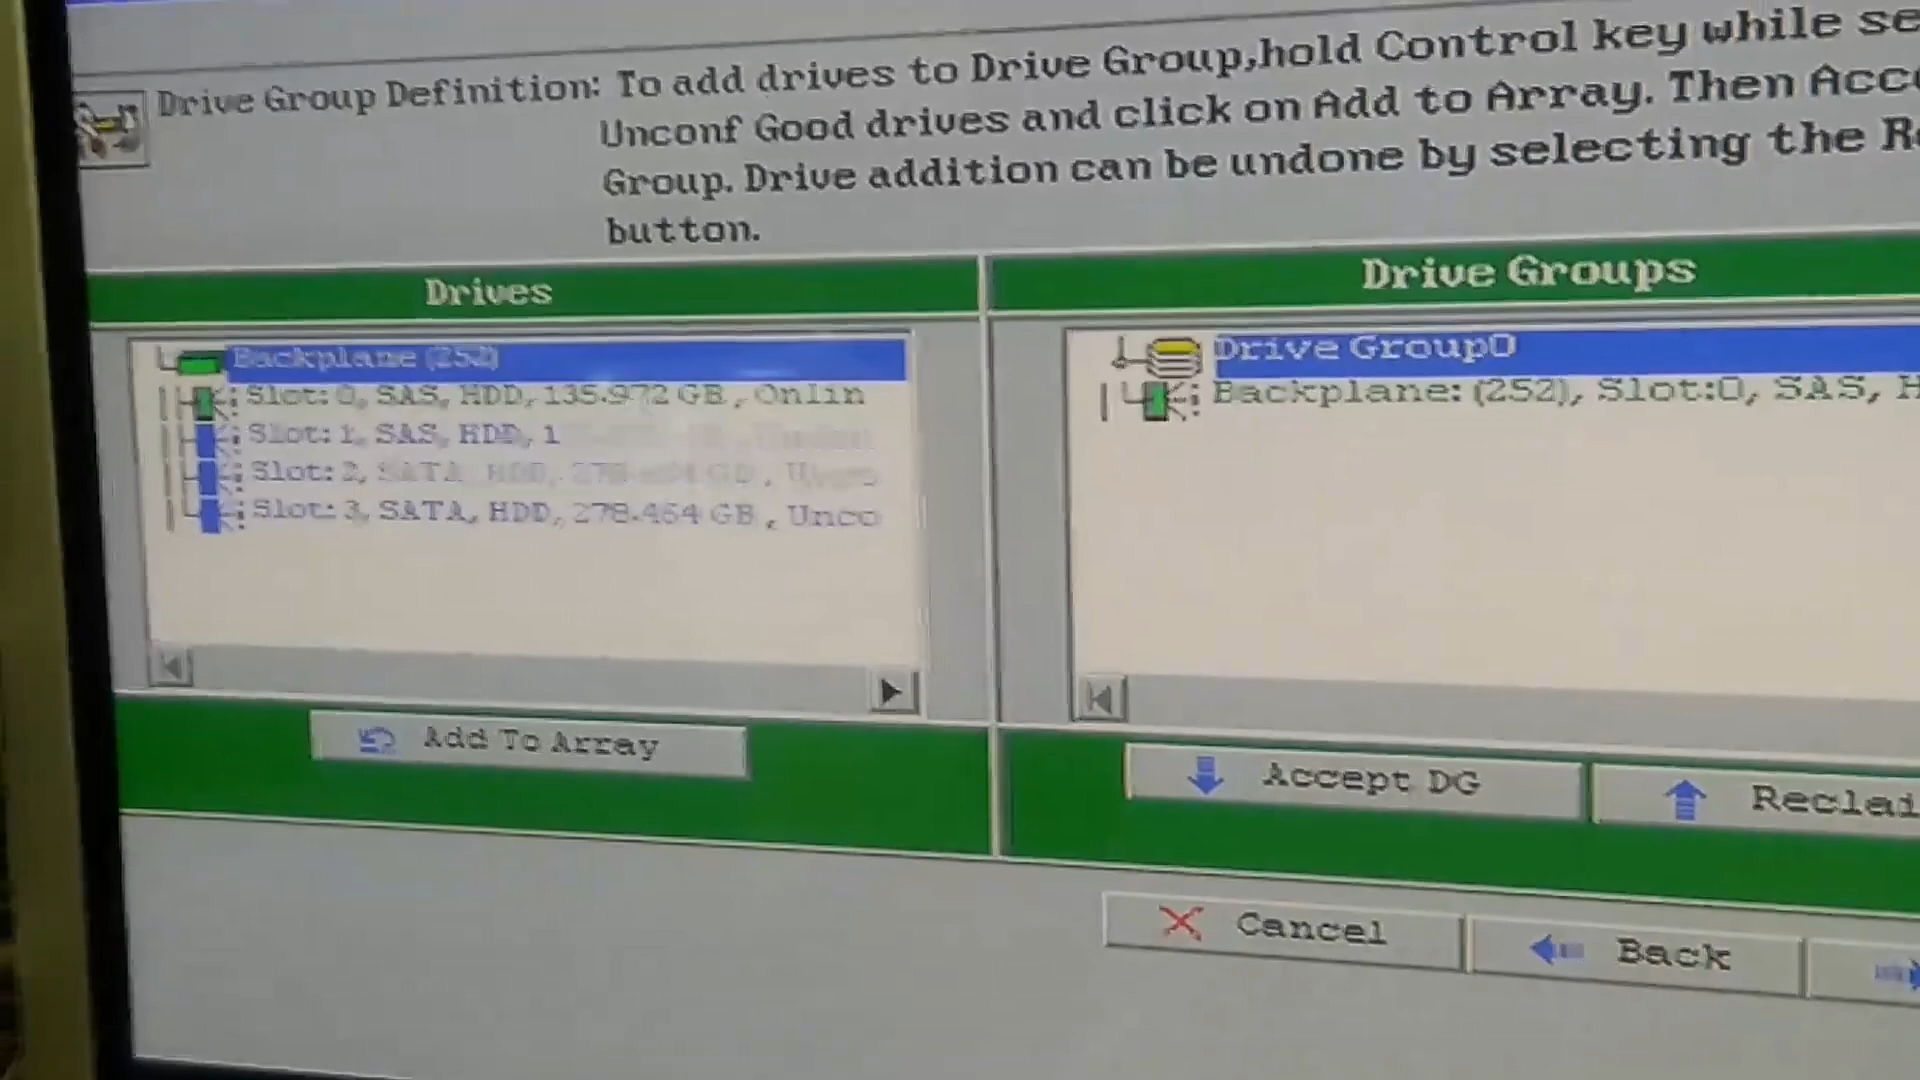 Drive Group Definition: To add drives to Drive Group,hold Control key while se
Unconf Good drives and click on Add to Array. Then Acc
Group. Drive addition can be undone by selecting the R
button.
Drives
Backplane (252)
Slot: 0, SAS, HDD, 135.972 GB, Onlin
Slot: 1, SAS, HDD, 1
Slot: 2, SATA, HDD,
Slot: 3, SATA, HDD, 278.464 GB, Unco
Add To Array
Drive Groups
Drive Group0
Backplane: (252), Slot:0, SAS, H
Accept DG
Reclai
Cancel
Back